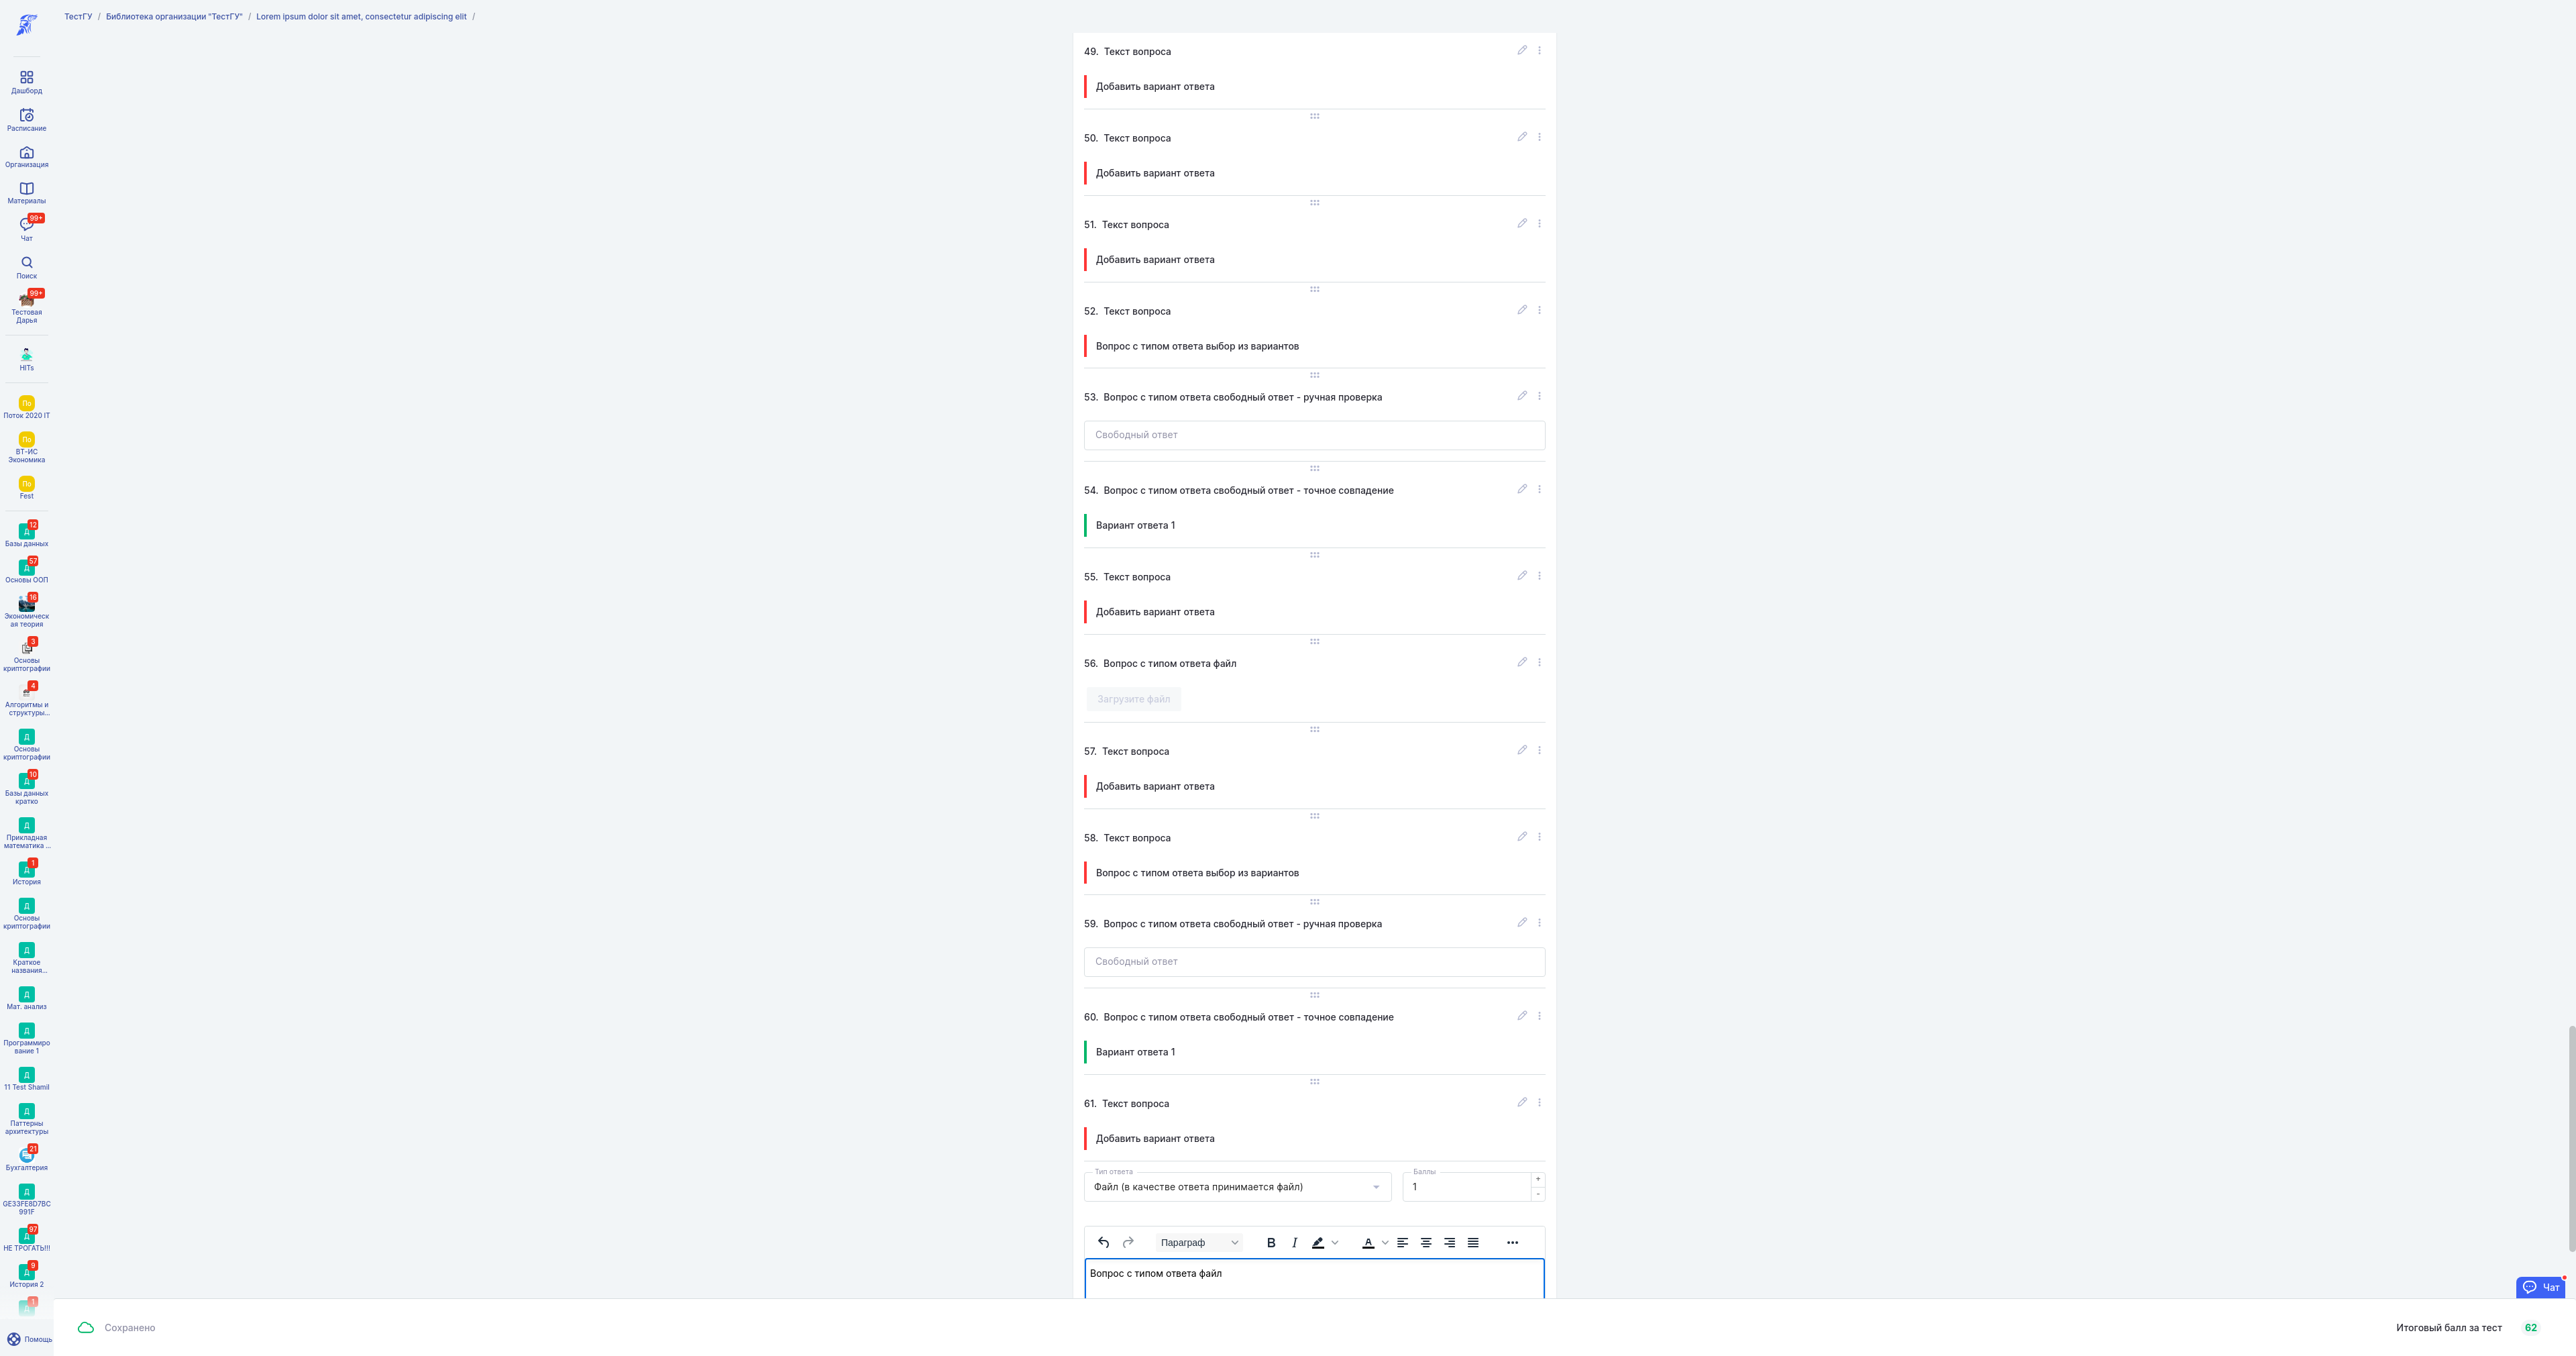 ТестГУ / Библиотека организации "ТестГУ" / Lorem ipsum dolor sit amet, consectetur adipiscing elit /
Дашборд
Расписание
Организация
Материалы
99+
Чат
Поиск
99+
Тестовая
Дарья
HITs
По
Поток 2020 IT
По
ВТ-ИС
Экономика
По
Fest
12
Д
Базы данных
57
Д
Основы ООП
16
Экономическ
ая теория
3
Основы
криптографии
4
Алгоритмы и
структуры...
Д
Основы
криптографии
10
Д
Базы данных
кратко
Д
Прикладная
математика ...
1
Д
История
Д
Основы
криптографии
Д
Краткое
названия...
Д
Мат. анализ
Д
Программиро
вание 1
Д
11 Test Shamil
Д
Паттерны
архитектуры
21
Бухгалтерия
Д
GE33FE8D7BC
991F
97
Д
НЕ ТРОГАТЬ!!!
9
Д
История 2
1
Д
Помощь
49. Текст вопроса
Добавить вариант ответа
50. Текст вопроса
Добавить вариант ответа
51. Текст вопроса
Добавить вариант ответа
52. Текст вопроса
Вопрос с типом ответа выбор из вариантов
53. Вопрос с типом ответа свободный ответ - ручная проверка
Свободный ответ
54. Вопрос с типом ответа свободный ответ - точное совпадение
Вариант ответа 1
55. Текст вопроса
Добавить вариант ответа
56. Вопрос с типом ответа файл
Загрузите файл
57. Текст вопроса
Добавить вариант ответа
58. Текст вопроса
Вопрос с типом ответа выбор из вариантов
59. Вопрос с типом ответа свободный ответ - ручная проверка
Свободный ответ
60. Вопрос с типом ответа свободный ответ - точное совпадение
Вариант ответа 1
61. Текст вопроса
Добавить вариант ответа
Тип ответа
Файл (в качестве ответа принимается файл)
Баллы
1
+
-
Параграф
B I A
Вопрос с типом ответа файл
Чат
Сохранено
Итоговый балл за тест 62